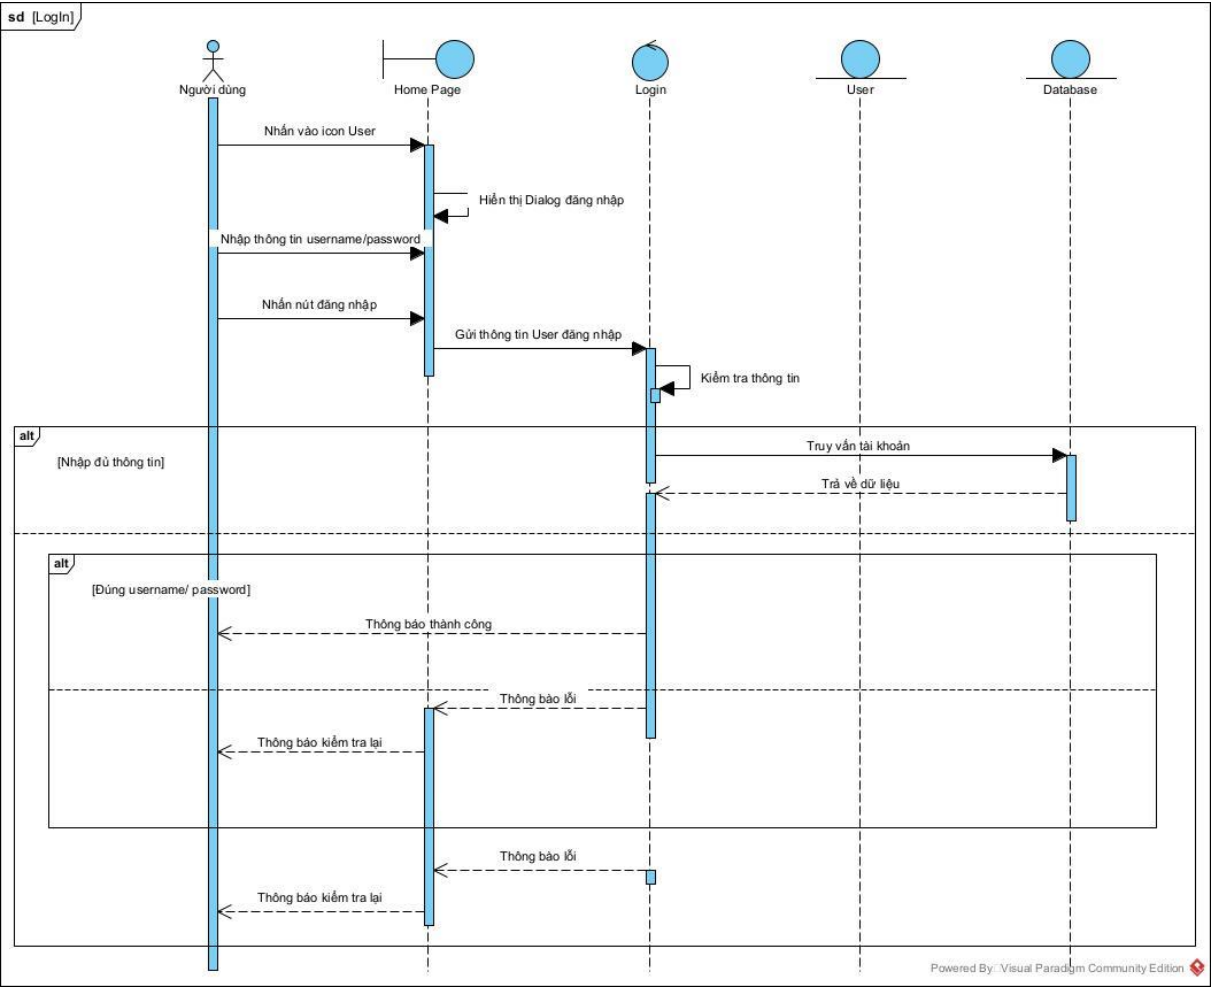 sd [LogIn]
Người dùng
Home Page
Login
User
Database
Nhấn vào icon User
Hiển thị Dialog đăng nhập
Nhập thông tin username/password
Nhấn nút đăng nhập
Gửi thông tin User đăng nhập
Kiểm tra thông tin
alt
[Nhập đủ thông tin]
Truy vấn tài khoản
Trả về dữ liệu
alt
[Đúng username/ password]
Thông báo thành công
Thông báo lỗi
Thông báo kiểm tra lại
Thông báo lỗi
Thông báo kiểm tra lại
Powered By Visual Paradigm Community Edition